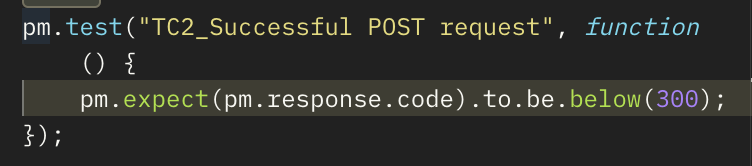 pm.test("TC2_Successful POST request", function
() {
pm.expect(pm.response.code).to.be.below(300);
});